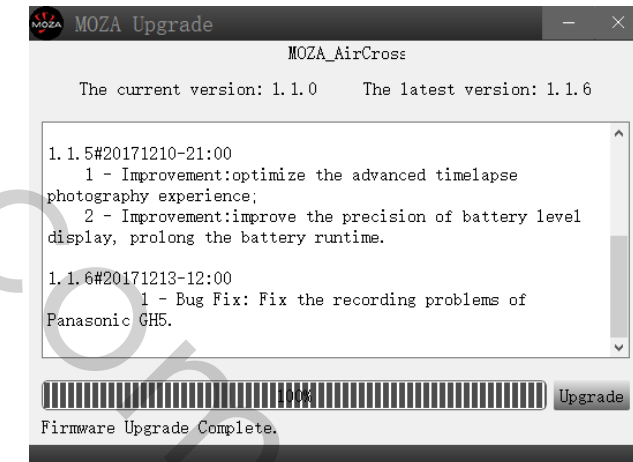 MOZA MOZA Upgrade
MOZA_AirCross
The current version: 1.1.0 The latest version: 1.1.6
1.1.5#20171210-21:00
1 - Improvement:optimize the advanced timelapse
photography experience;
2 - Improvement:improve the precision of battery level
display, prolong the battery runtime.
1.1.6#20171213-12:00
1 - Bug Fix: Fix the recording problems of
Panasonic GH5.
100%
Upgrade
Firmware Upgrade Complete.
com